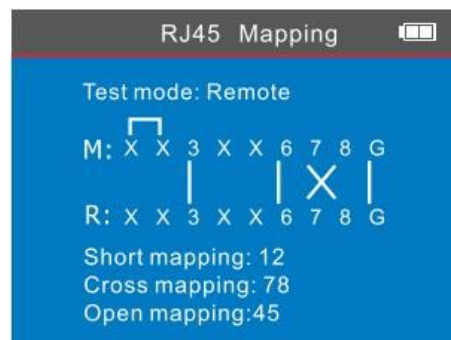 RJ45 Mapping
Test mode: Remote
M: X X 3 X X 6 7 8 G
R: X X 3 X X 6 7 8 G
Short mapping: 12
Cross mapping: 78
Open mapping:45